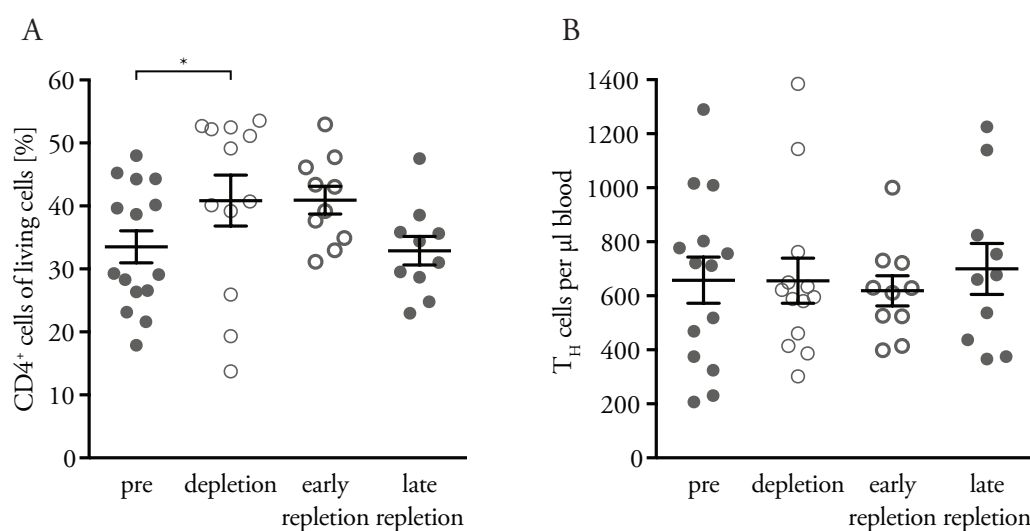 A
*
CD4⁺ cells of living cells [%]
60
50
40
30
20
10
0
pre
depletion
early
repletion
late
repletion
B
T_H cells per µl blood
1400
1200
1000
800
600
400
200
0
pre
depletion
early
repletion
late
repletion